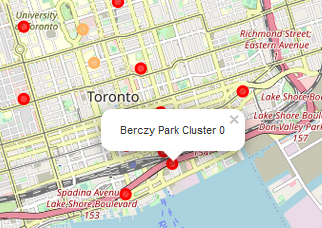 University
of Toronto
Richmond Street;
Eastern Avenue
Toronto
Lake Shore Boule
Lake Shore Boul
Don Valley Park
157
Berczy Park Cluster 0
×
154
Spadina Avenue
Lake Shore Boulevard
153